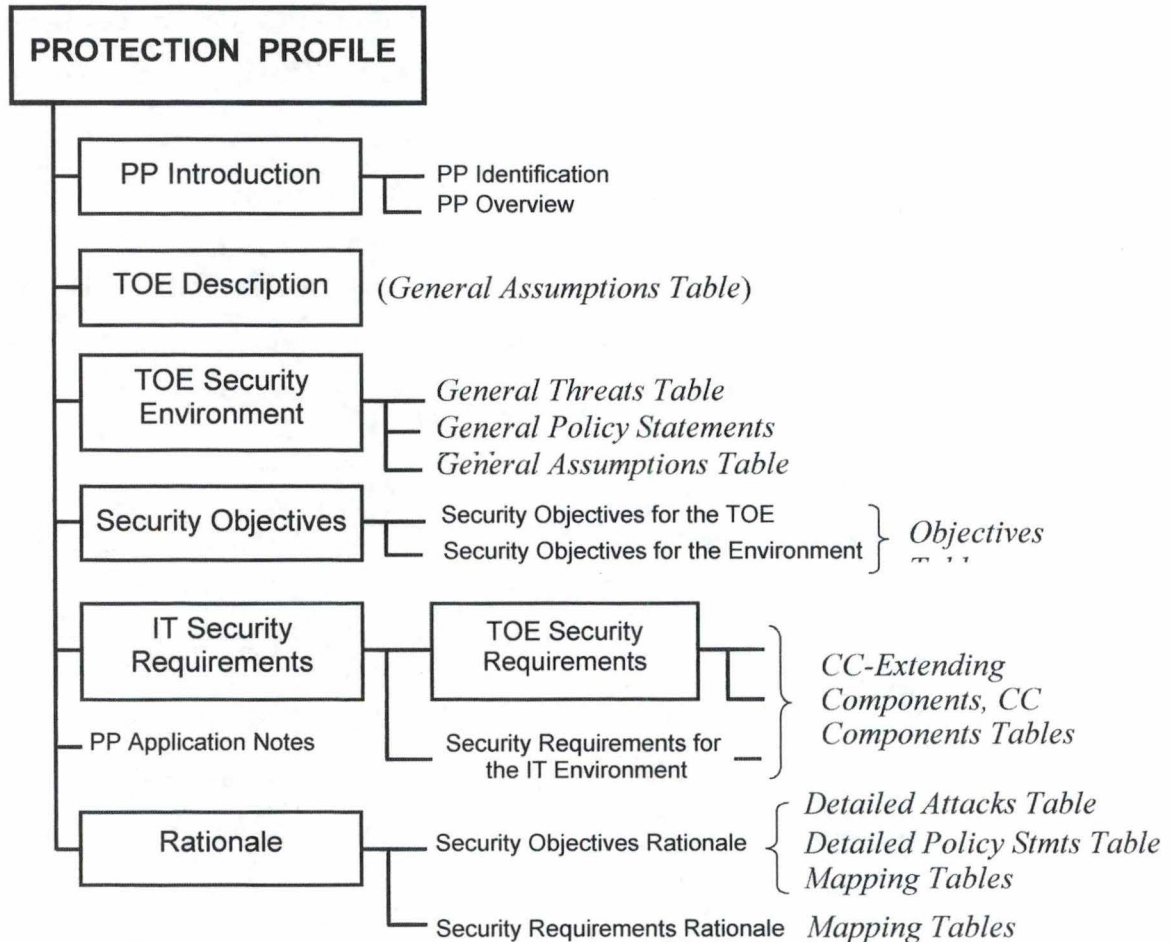 PROTECTION PROFILE
PP Introduction
PP Identification
PP Overview
TOE Description
(General Assumptions Table)
TOE Security
Environment
General Threats Table
General Policy Statements
General Assumptions Table
Security Objectives
Security Objectives for the TOE
Security Objectives for the Environment
Objectives
IT Security
Requirements
TOE Security
Requirements
CC-Extending
Components, CC
Components Tables
PP Application Notes
Security Requirements for
the IT Environment
Rationale
Security Objectives Rationale
Detailed Attacks Table
Detailed Policy Stmts Table
Mapping Tables
Security Requirements Rationale
Mapping Tables